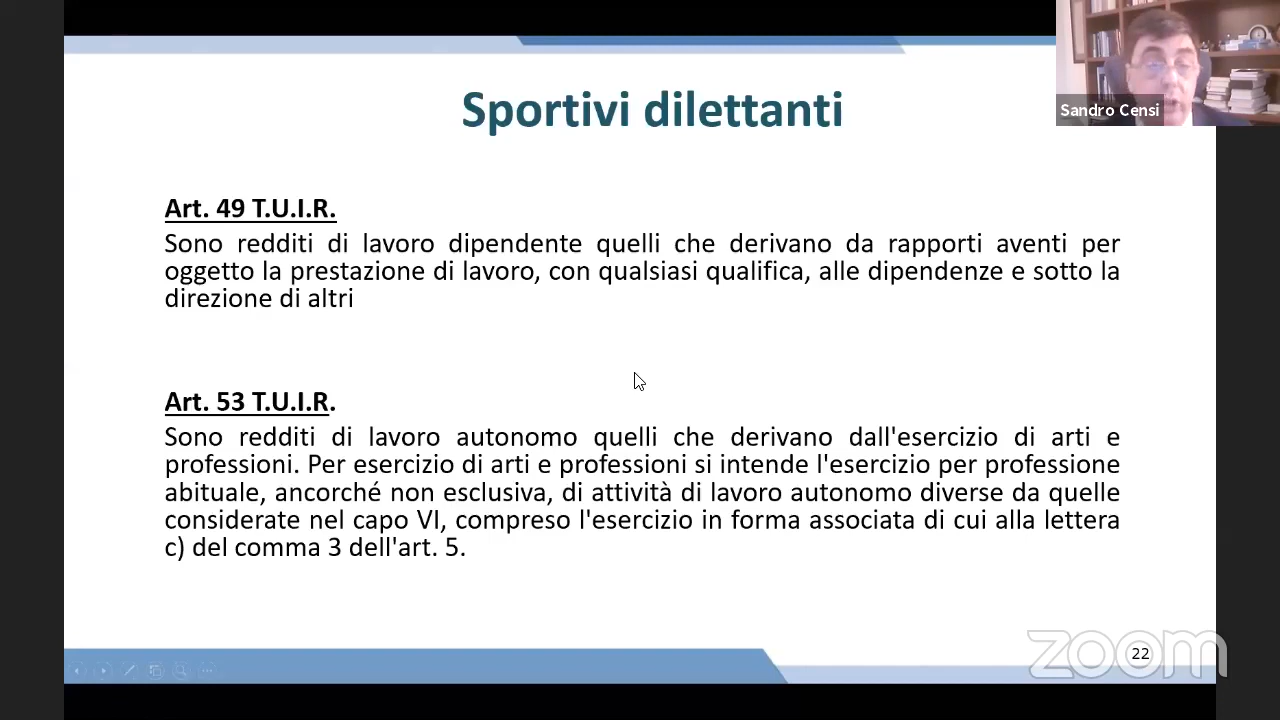 Sportivi dilettanti
Sandro Censi
Art. 49 T.U.I.R.
Sono redditi di lavoro dipendente quelli che derivano da rapporti aventi per
oggetto la prestazione di lavoro, con qualsiasi qualifica, alle dipendenze e sotto la
direzione di altri
Art. 53 T.U.I.R.
Sono redditi di lavoro autonomo quelli che derivano dall'esercizio di arti e
professioni. Per esercizio di arti e professioni si intende l'esercizio per professione
abituale, ancorché non esclusiva, di attività di lavoro autonomo diverse da quelle
considerate nel capo VI, compreso l'esercizio in forma associata di cui alla lettera
c) del comma 3 dell'art. 5.
zoom
22